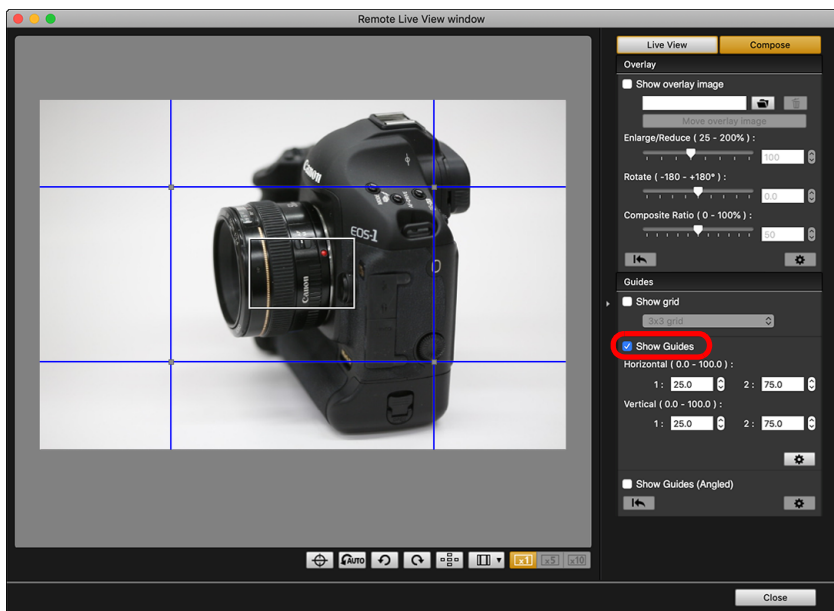 Remote Live View window
Live View
Compose
Overlay
Show overlay image
Move overlay image
Enlarge/Reduce ( 25 - 200% ) :
100
Rotate ( -180 - +180° ) :
0.0
Composite Ratio ( 0 - 100% ) :
50
Guides
Show grid
3x3 grid
Show Guides
Horizontal ( 0.0 - 100.0 ) :
1 : 25.0 2 : 75.0
Vertical ( 0.0 - 100.0 ) :
1 : 25.0 2 : 75.0
Show Guides (Angled)
Canon
EOS-1
Canon
AUTO
x1 x5 x10
Close